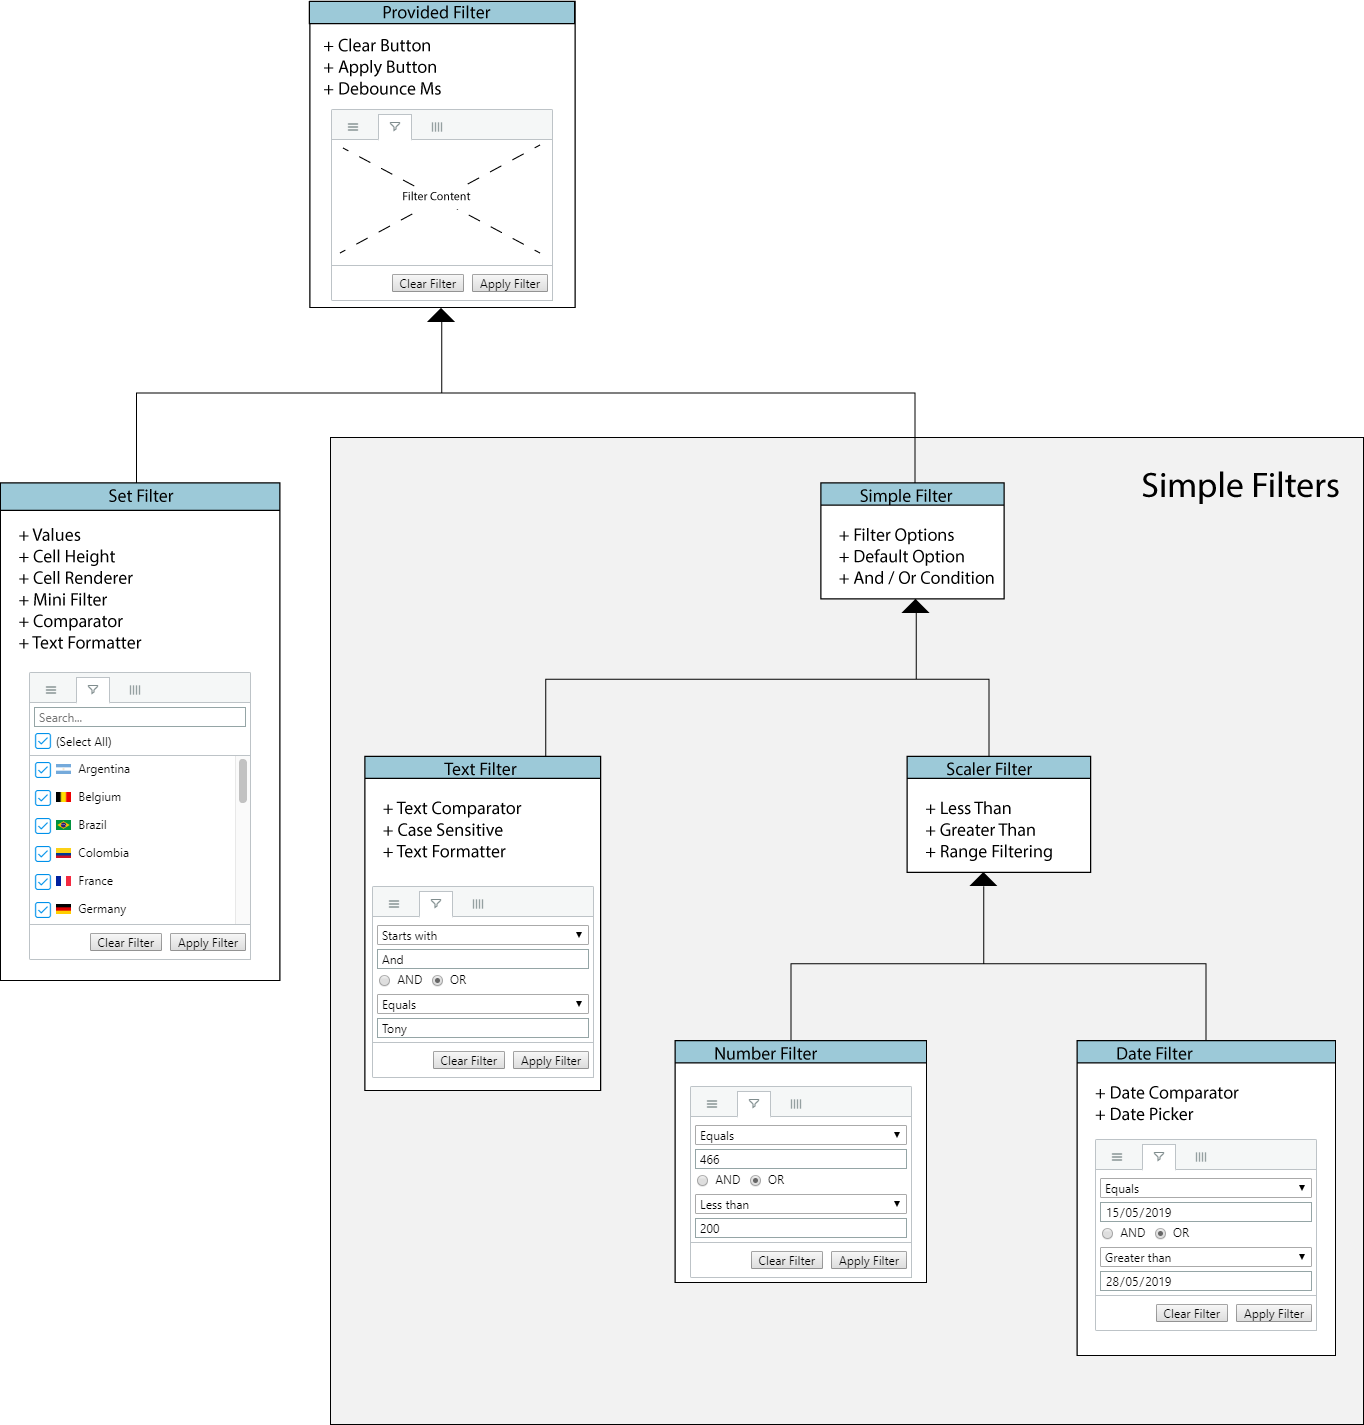 Provided Filter
+ Clear Button
+ Apply Button
+ Debounce Ms
Filter Content
Clear Filter
Apply Filter
Simple Filters
Set Filter
+ Values
+ Cell Height
+ Cell Renderer
+ Mini Filter
+ Comparator
+ Text Formatter
Search...
(Select All)
Argentina
Belgium
Brazil
Colombia
France
Germany
Clear Filter
Apply Filter
Simple Filter
+ Filter Options
+ Default Option
+ And / Or Condition
Text Filter
+ Text Comparator
+ Case Sensitive
+ Text Formatter
Starts with
And
AND OR
Equals
Tony
Clear Filter
Apply Filter
Scaler Filter
+ Less Than
+ Greater Than
+ Range Filtering
Number Filter
Equals
466
AND OR
Less than
200
Clear Filter
Apply Filter
Date Filter
+ Date Comparator
+ Date Picker
Equals
15/05/2019
AND OR
Greater than
28/05/2019
Clear Filter
Apply Filter